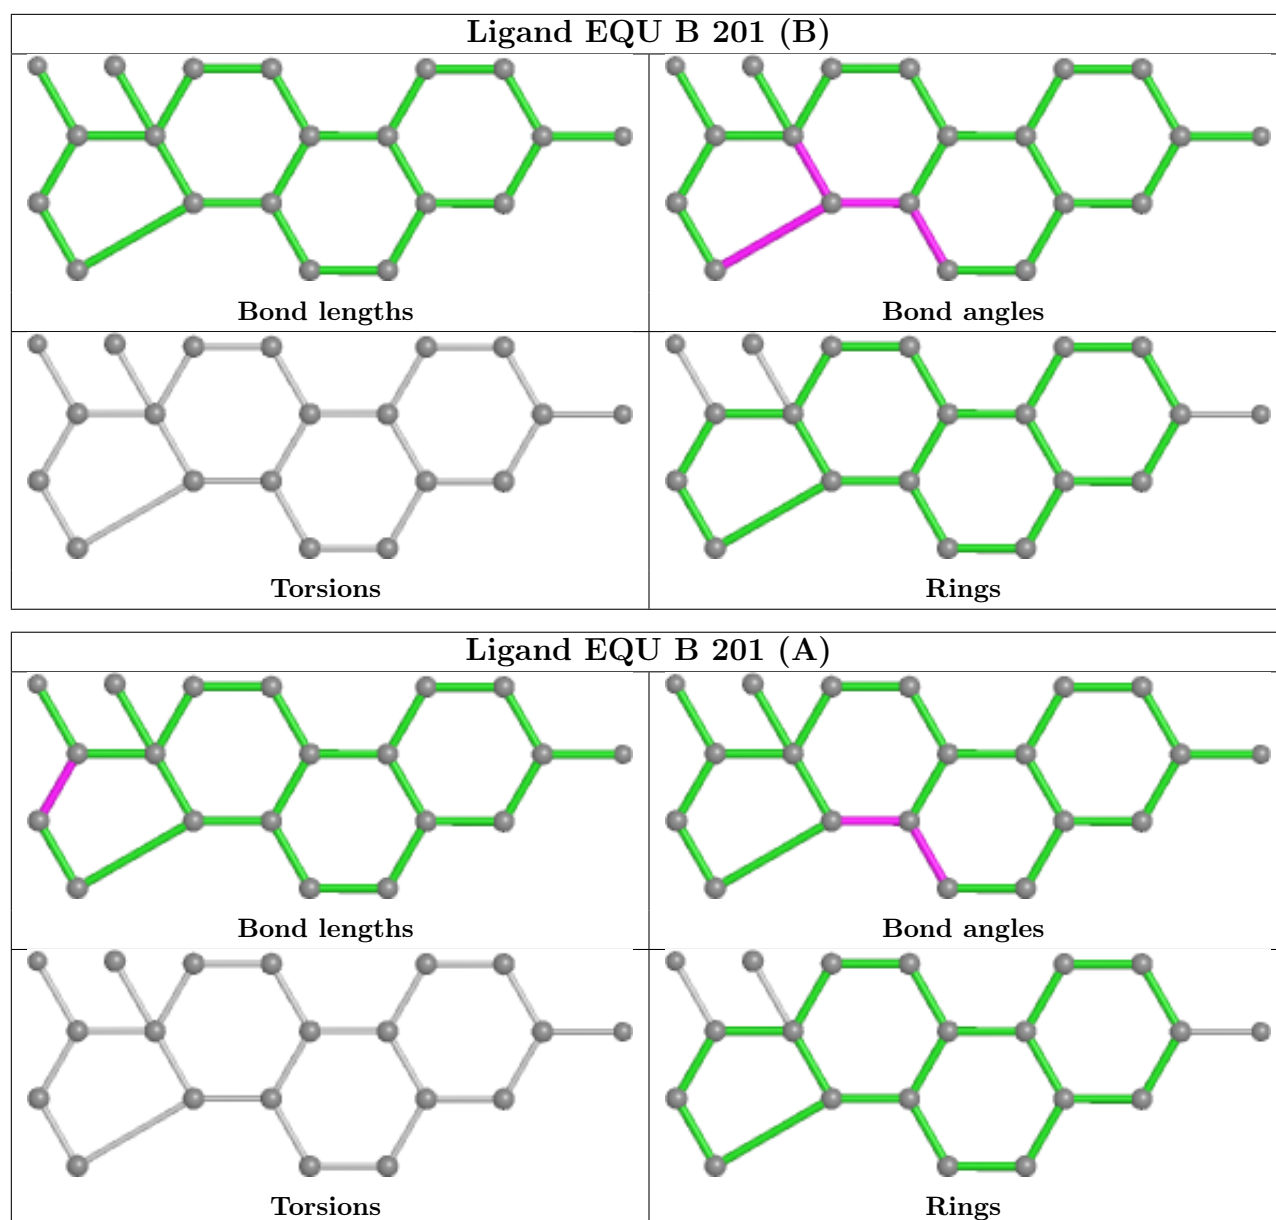 Ligand EQU B 201 (B)
Bond lengths
Bond angles
Torsions
Rings
Ligand EQU B 201 (A)
Bond lengths
Bond angles
Torsions
Rings